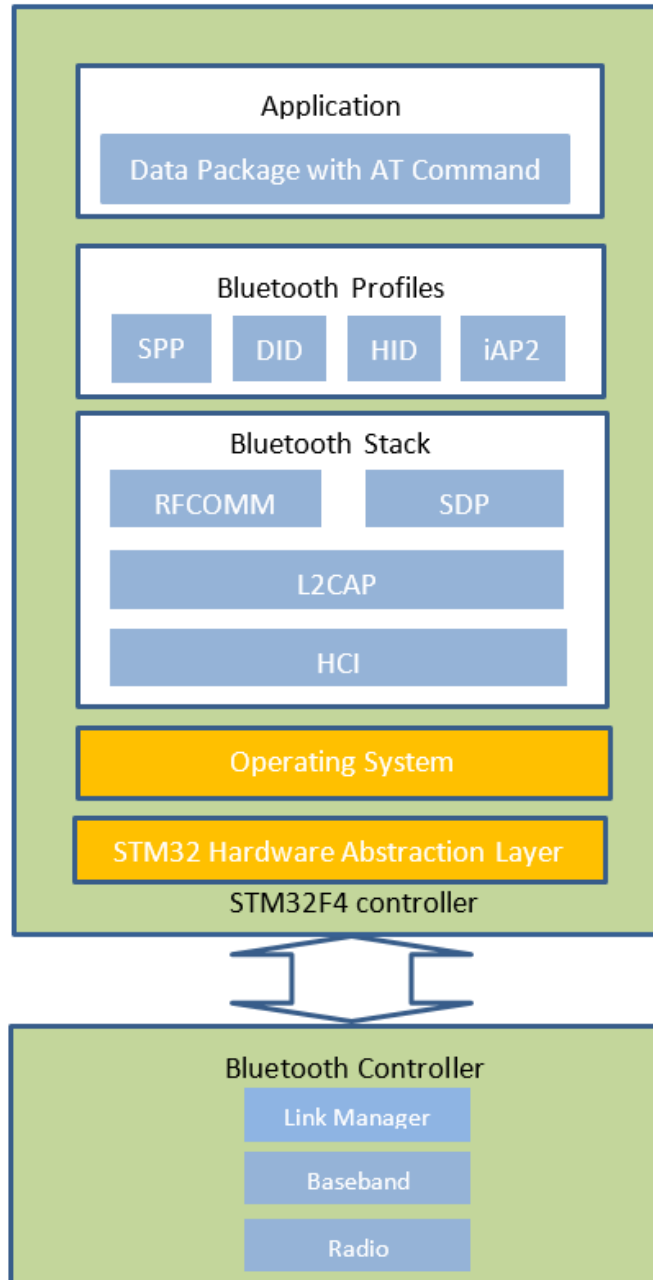 Application
Data Package with AT Command
Bluetooth Profiles
SPP DID HID iAP2
Bluetooth Stack
RFCOMM SDP
L2CAP
HCI
Operating System
STM32 Hardware Abstraction Layer
STM32F4 controller
Bluetooth Controller
Link Manager
Baseband
Radio